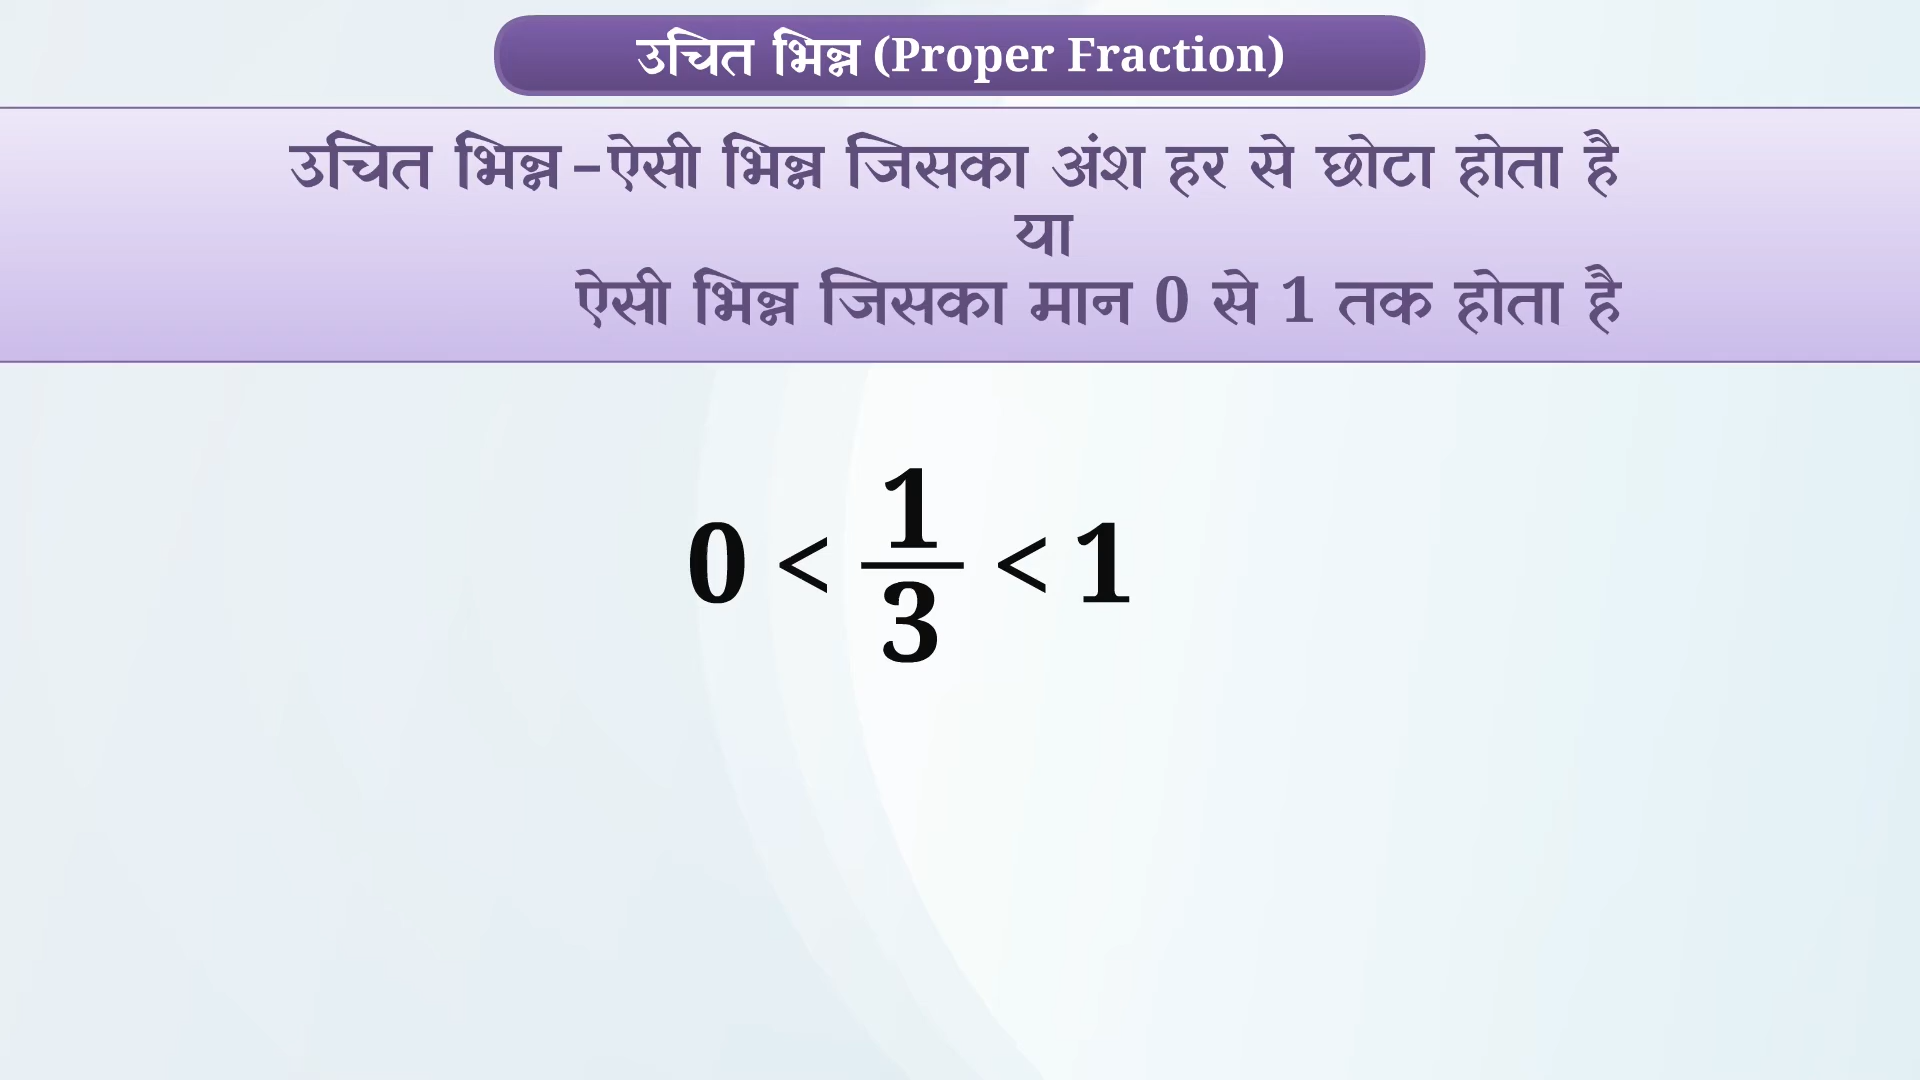 उचित भिन्न (Proper Fraction)
उचित भिन्न–ऐसी भिन्न जिसका अंश हर से छोटा होता है
या
ऐसी भिन्न जिसका मान 0 से 1 तक होता है
0 < 1/3 < 1